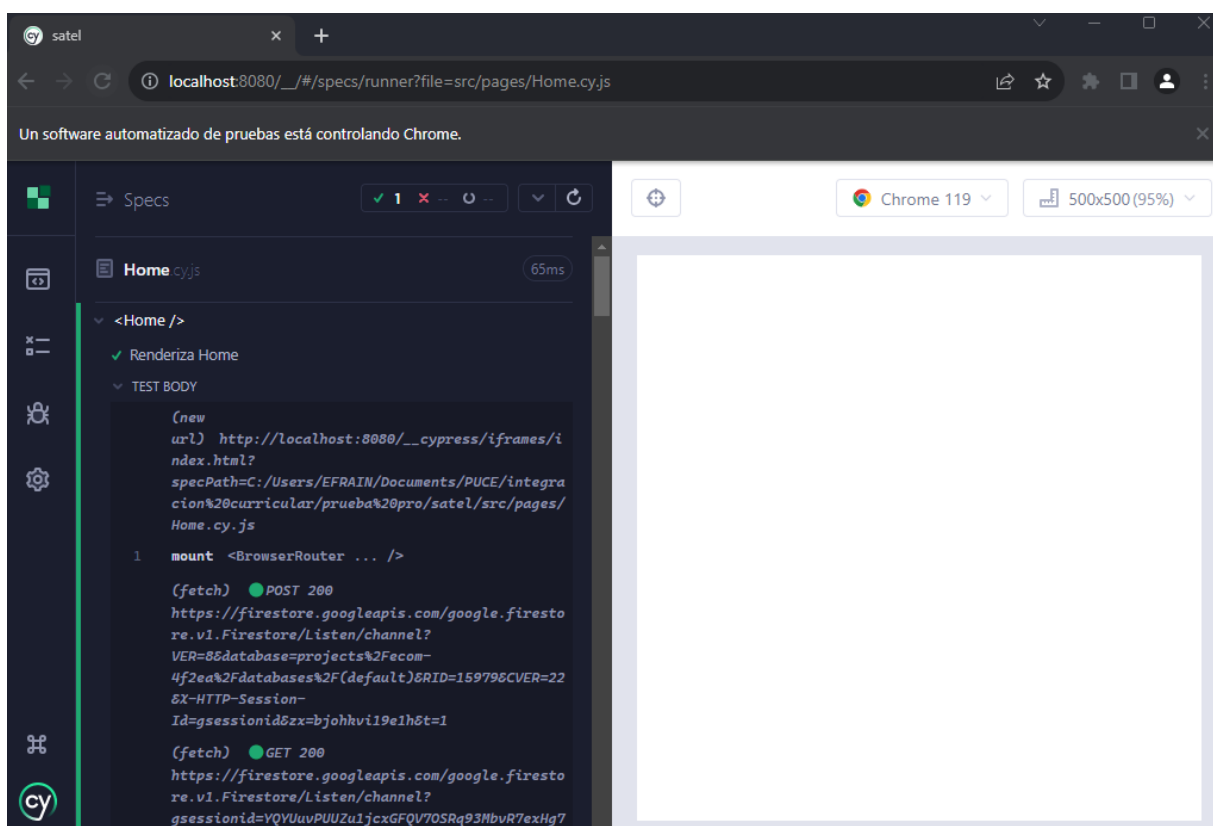 satel
localhost:8080/__/#/specs/runner?file=src/pages/Home.cy.js
Un software automatizado de pruebas está controlando Chrome.
Specs
1 -- --
Chrome 119
500x500 (95%)
Home.cy.js
65ms
<Home />
Renderiza Home
TEST BODY
(new
url) http://localhost:8080/__cypress/iframes/i
ndex.html?
specPath=C:/Users/EFRAIN/Documents/PUCE/integra
cion%20curricular/prueba%20pro/satel/src/pages/
Home.cy.js
1 mount <BrowserRouter ... />
(fetch) POST 200
https://firestore.googleapis.com/google.firesto
re.v1.Firestore/Listen/channel?
VER=8&database=projects%2Fecom-
4f2ea%2Fdatabases%2F(default)&RID=15979&CVER=22
&X-HTTP-Session-
Id=gsessionid&zx=bjohkvi19e1h&t=1
(fetch) GET 200
https://firestore.googleapis.com/google.firesto
re.v1.Firestore/Listen/channel?
gsessionid=YQYUuvPUUZu1jcxGFQV7OSRq93MbvR7exHg7
cy